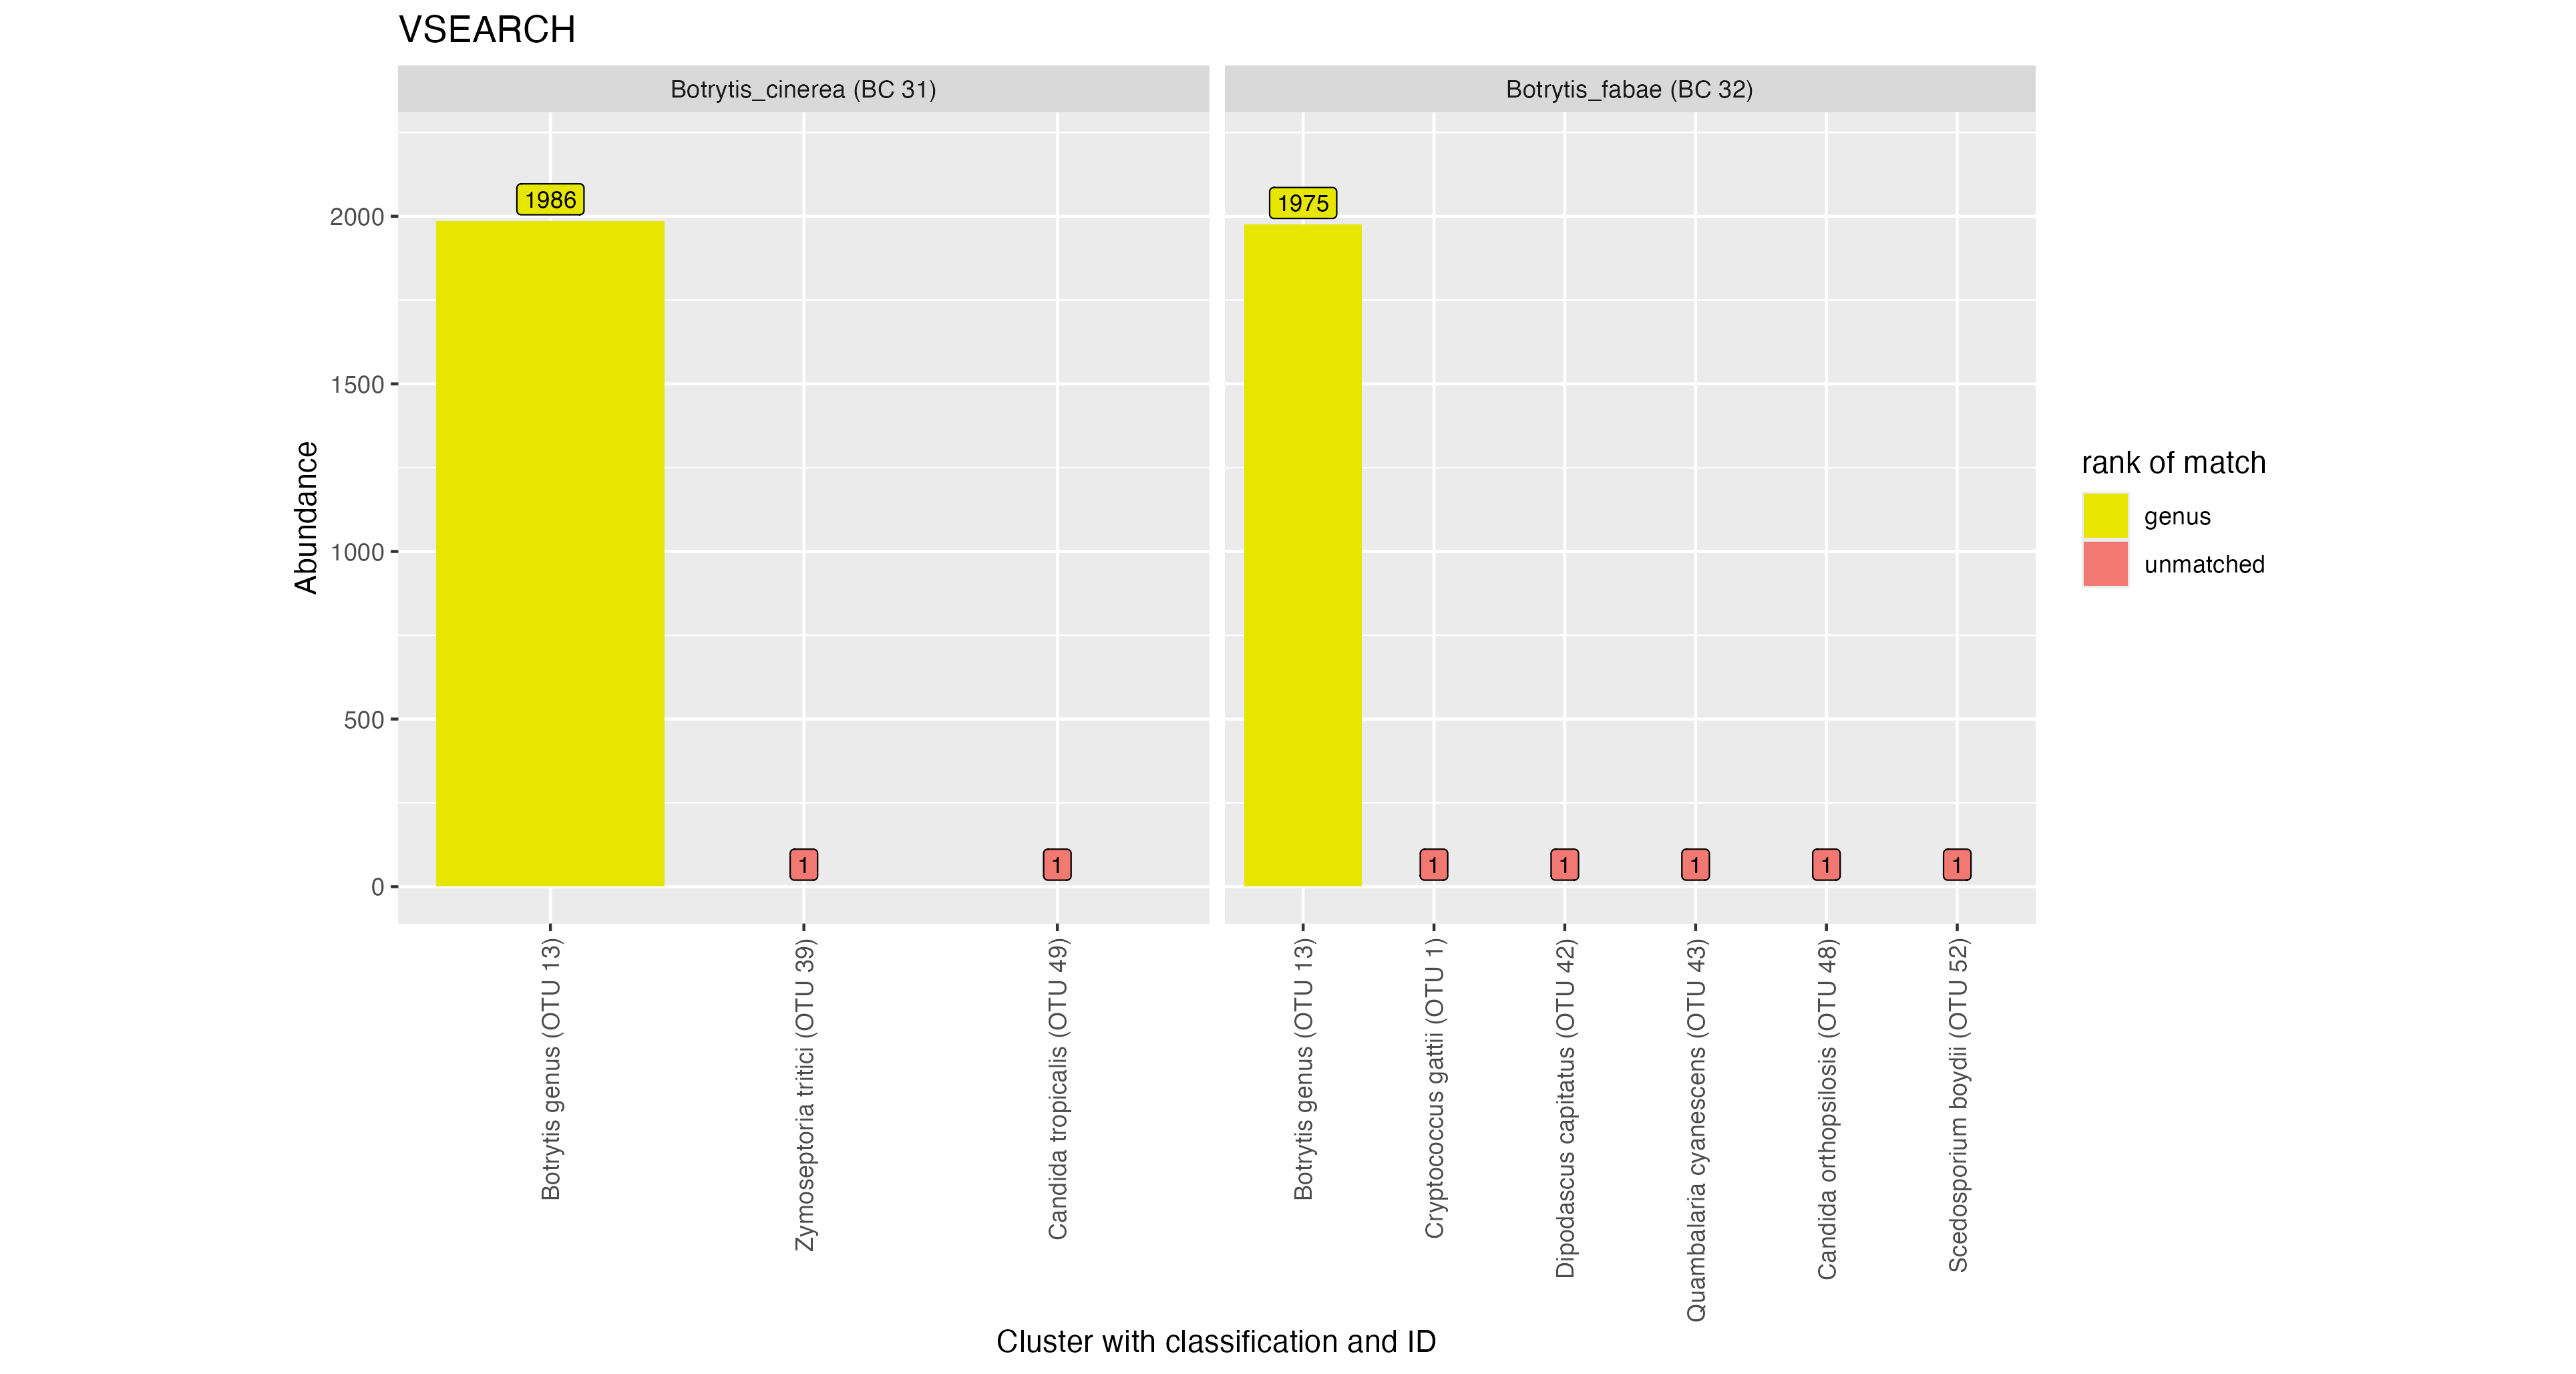 VSEARCH
Botrytis_cinerea (BC 31)
Botrytis_fabae (BC 32)
1986
1975
2000
1500
1000
500
0
Abundance
1
1
1
1
1
1
1
rank of match
genus
unmatched
Botrytis genus (OTU 13)
Zymoseptoria tritici (OTU 39)
Candida tropicalis (OTU 49)
Botrytis genus (OTU 13)
Cryptococcus gattii (OTU 1)
Dipodascus capitatus (OTU 42)
Quambalaria cyanescens (OTU 43)
Candida orthopsilosis (OTU 48)
Scedosporium boydii (OTU 52)
Cluster with classification and ID